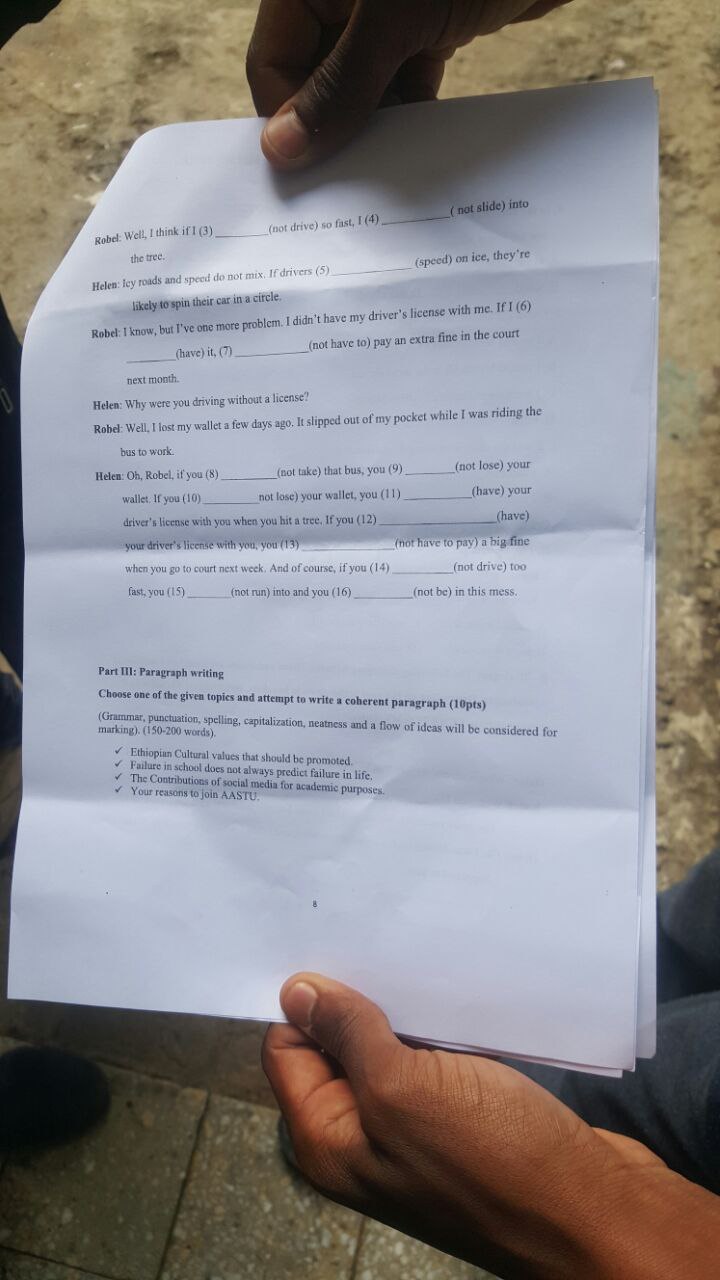 Robel: Well, I think if I (3) ________ (not drive) so fast, I (4) ____________ ( not slide) into
the tree.
Helen: Icy roads and speed do not mix. If drivers (5) ______________ (speed) on ice, they're
likely to spin their car in a circle.
Robel: I know, but I've one more problem. I didn't have my driver's license with me. If I (6)
________ (have) it, (7) ____________ (not have to) pay an extra fine in the court
next month.
Helen: Why were you driving without a license?
Robel: Well, I lost my wallet a few days ago. It slipped out of my pocket while I was riding the
bus to work.
Helen: Oh, Robel, if you (8) _________ (not take) that bus, you (9) ________ (not lose) your
wallet. If you (10) _________ not lose) your wallet, you (11) ___________ (have) your
driver's license with you when you hit a tree. If you (12) ____________________ (have)
your driver's license with you, you (13) ________________ (not have to pay) a big fine
when you go to court next week. And of course, if you (14) __________ (not drive) too
fast, you (15) _______ (not run) into and you (16) __________ (not be) in this mess.
Part III: Paragraph writing
Choose one of the given topics and attempt to write a coherent paragraph (10pts)
(Grammar, punctuation, spelling, capitalization, neatness and a flow of ideas will be considered for
marking). (150-200 words).
✓ Ethiopian Cultural values that should be promoted.
✓ Failure in school does not always predict failure in life.
✓ The Contributions of social media for academic purposes.
✓ Your reasons to join AASTU.
8